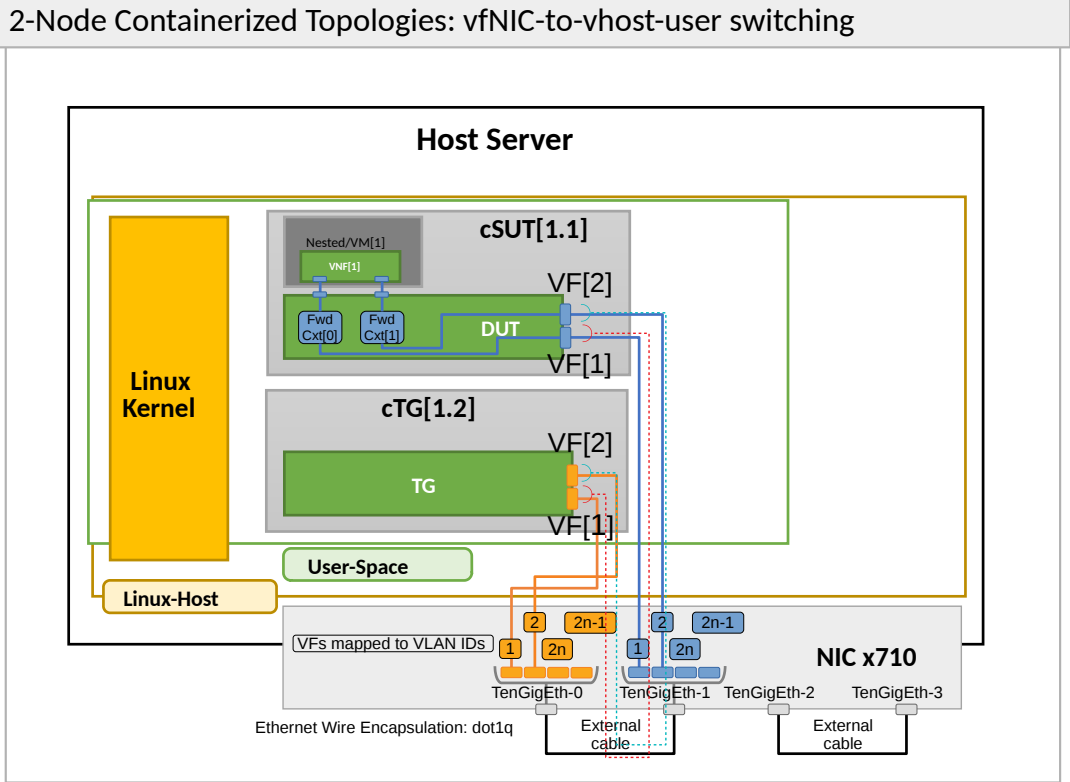 2-Node Containerized Topologies: vfNIC-to-vhost-user switching
Host Server
cSUT[1.1]
Nested/VM[1]
VNF[1]
VF[2]
Fwd
Cxt[0]
Fwd
Cxt[1]
DUT
VF[1]
Linux
Kernel
cTG[1.2]
VF[2]
TG
VF[1]
User-Space
Linux-Host
2
2n-1
2
2n-1
VFs mapped to VLAN IDs
1
2n
1
2n
NIC x710
TenGigEth-0
TenGigEth-1
TenGigEth-2
TenGigEth-3
Ethernet Wire Encapsulation: dot1q
External
cable
External
cable